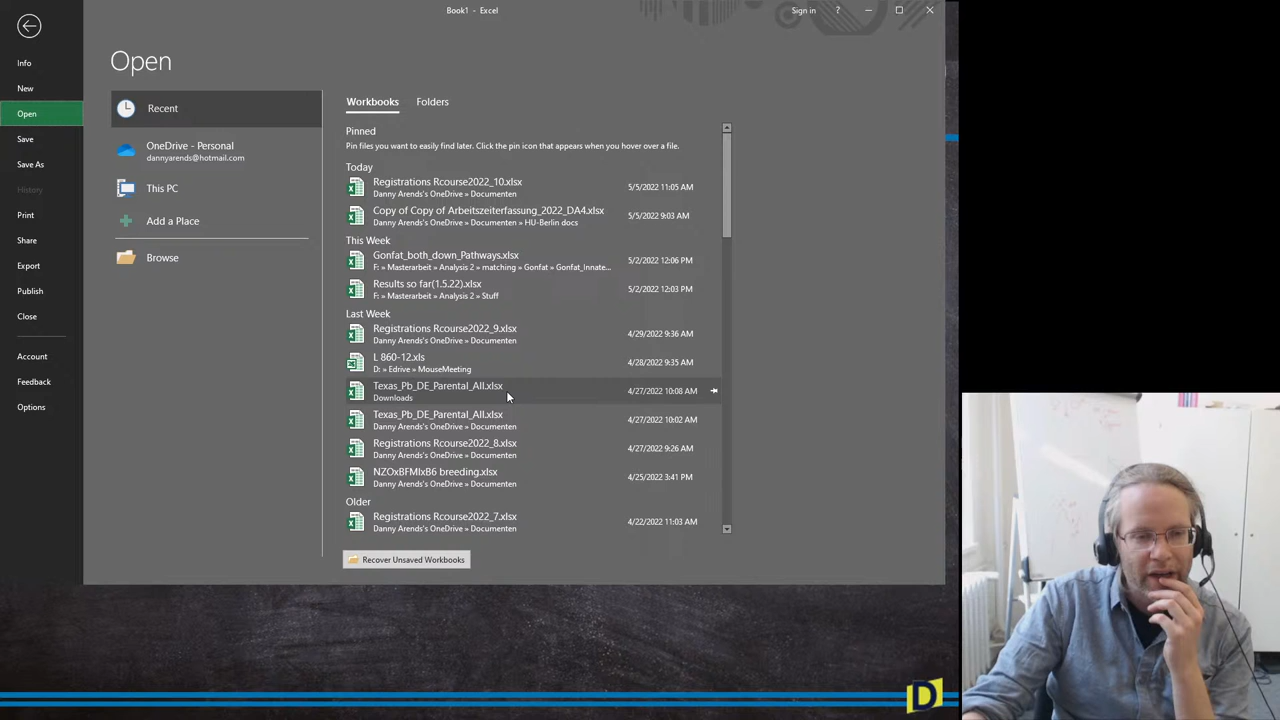 Book1 - Excel
Sign in
?
Info
New
Open
Save
Save As
History
Print
Share
Export
Publish
Close
Account
Feedback
Options
Open
Recent
OneDrive - Personal
dannyarends@hotmail.com
This PC
Add a Place
Browse
Workbooks
Folders
Pinned
Pin files you want to easily find later. Click the pin icon that appears when you hover over a file.
Today
Registrations Rcourse2022_10.xlsx 5/5/2022 11:05 AM
Danny Arends's OneDrive » Documenten
Copy of Copy of Arbeitszeiterfassung_2022_DA4.xlsx 5/5/2022 9:03 AM
Danny Arends's OneDrive » Documenten » HU-Berlin docs
This Week
Gonfat_both_down_Pathways.xlsx 5/2/2022 12:06 PM
F: » Masterarbeit » Analysis 2 » matching » Gonfat » Gonfat_Innate...
Results so far(1.5.22).xlsx 5/2/2022 12:03 PM
F: » Masterarbeit » Analysis 2 » Stuff
Last Week
Registrations Rcourse2022_9.xlsx 4/29/2022 9:36 AM
Danny Arends's OneDrive » Documenten
L 860-12.xls 4/28/2022 9:35 AM
D: » Edrive » MouseMeeting
Texas_Pb_DE_Parental_All.xlsx 4/27/2022 10:08 AM
Downloads
Texas_Pb_DE_Parental_All.xlsx 4/27/2022 10:02 AM
Danny Arends's OneDrive » Documenten
Registrations Rcourse2022_8.xlsx 4/27/2022 9:26 AM
Danny Arends's OneDrive » Documenten
NZOxBFMIxB6 breeding.xlsx 4/25/2022 3:41 PM
Danny Arends's OneDrive » Documenten
Older
Registrations Rcourse2022_7.xlsx 4/22/2022 11:03 AM
Danny Arends's OneDrive » Documenten
Recover Unsaved Workbooks
D